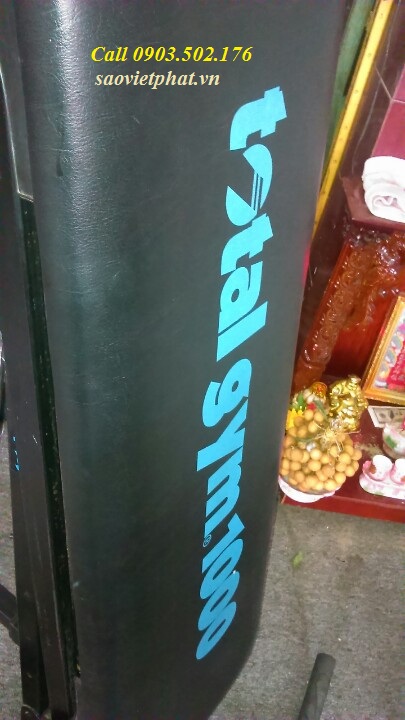 Call 0903.502.176
saovietphat.vn
total gym.1000
®